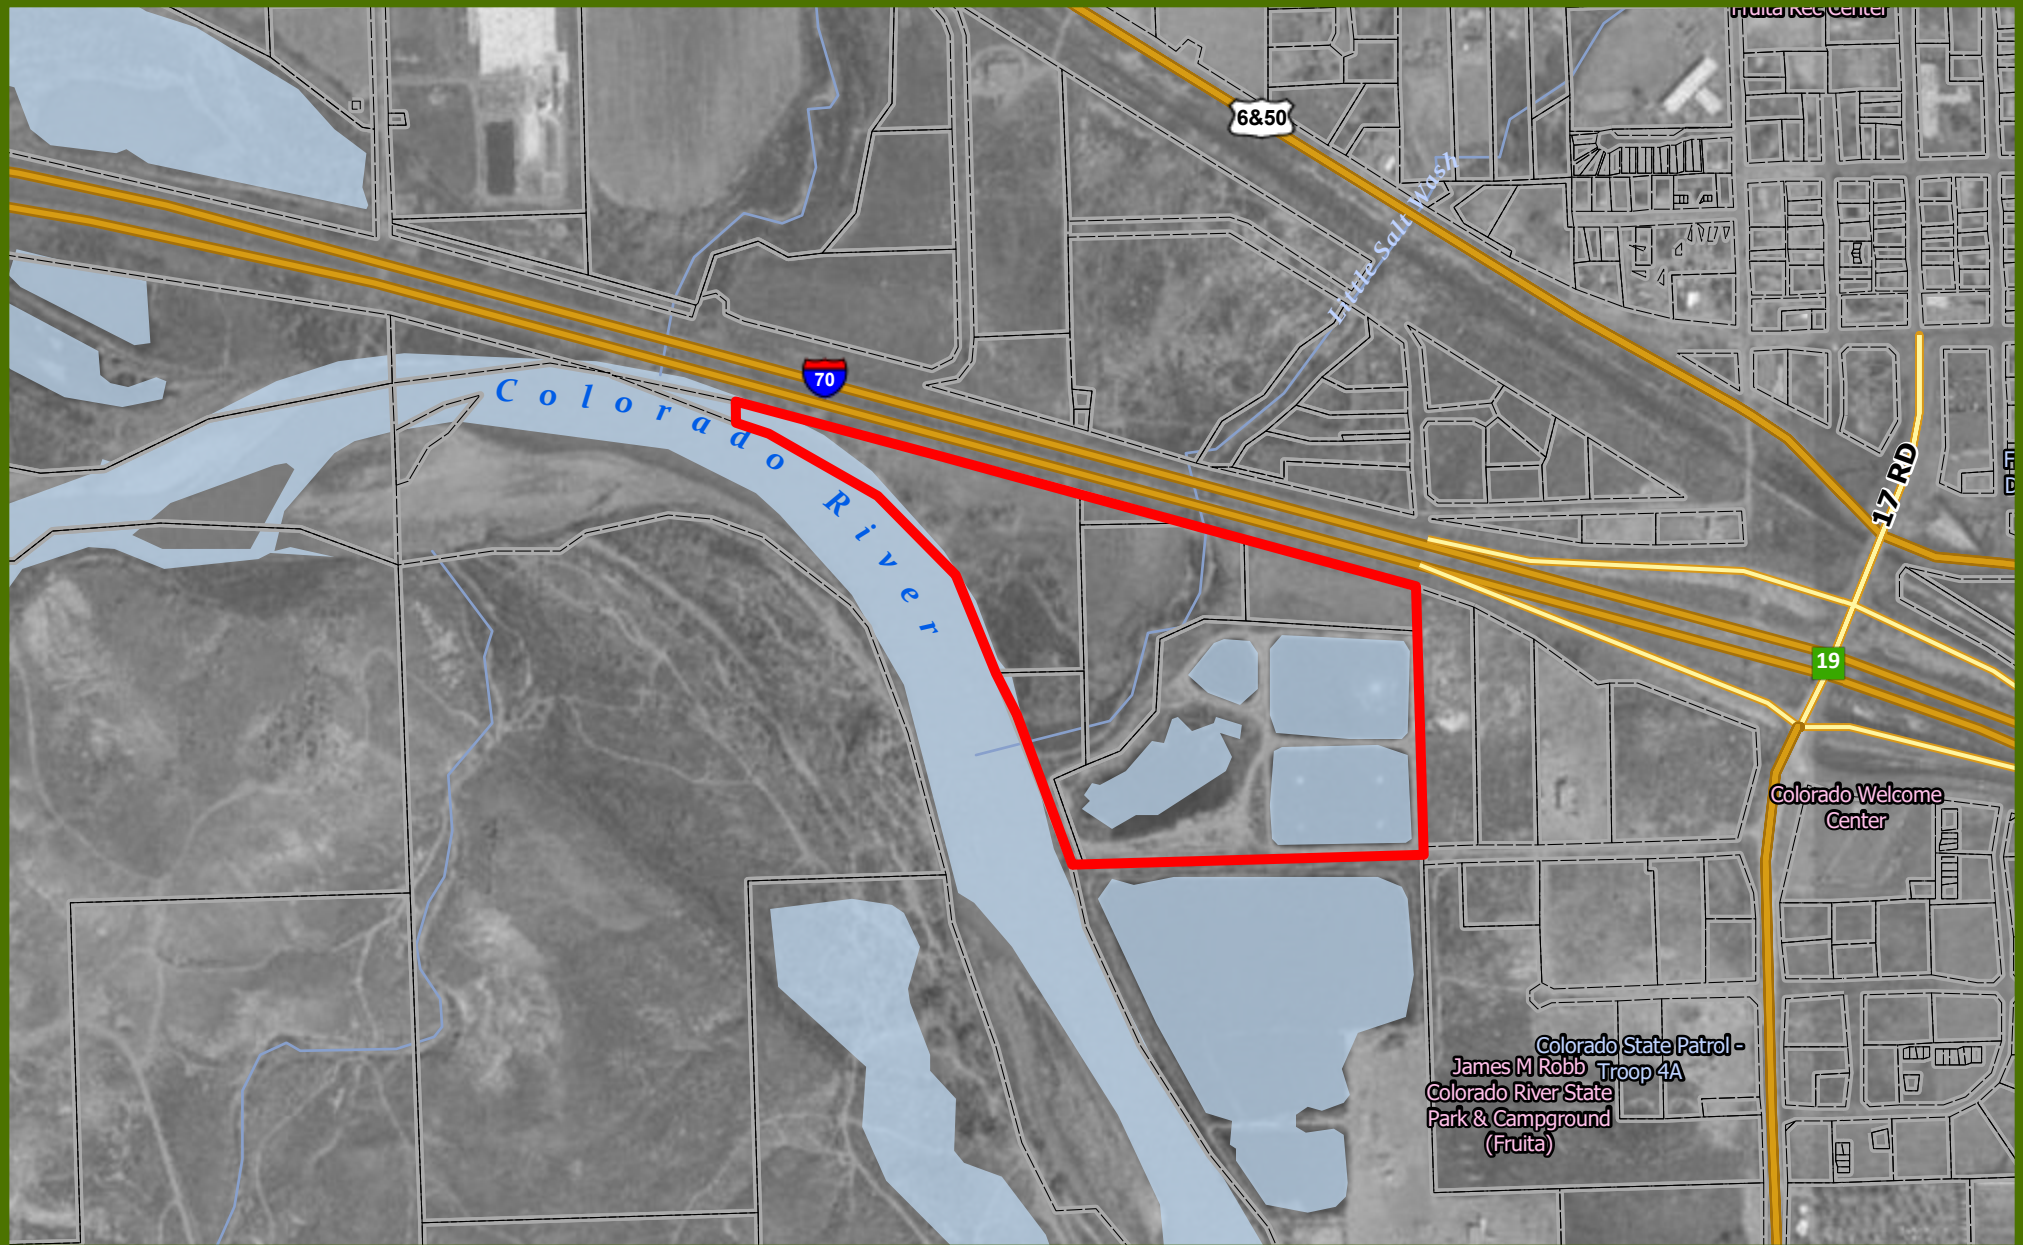 Fruita Rec Center
6&50
Little Salt Wash
70
Colorado River
17 RD
19
Colorado Welcome
Center
Colorado State Patrol -
Troop 4A
James M Robb
Colorado River State
Park & Campground
(Fruita)